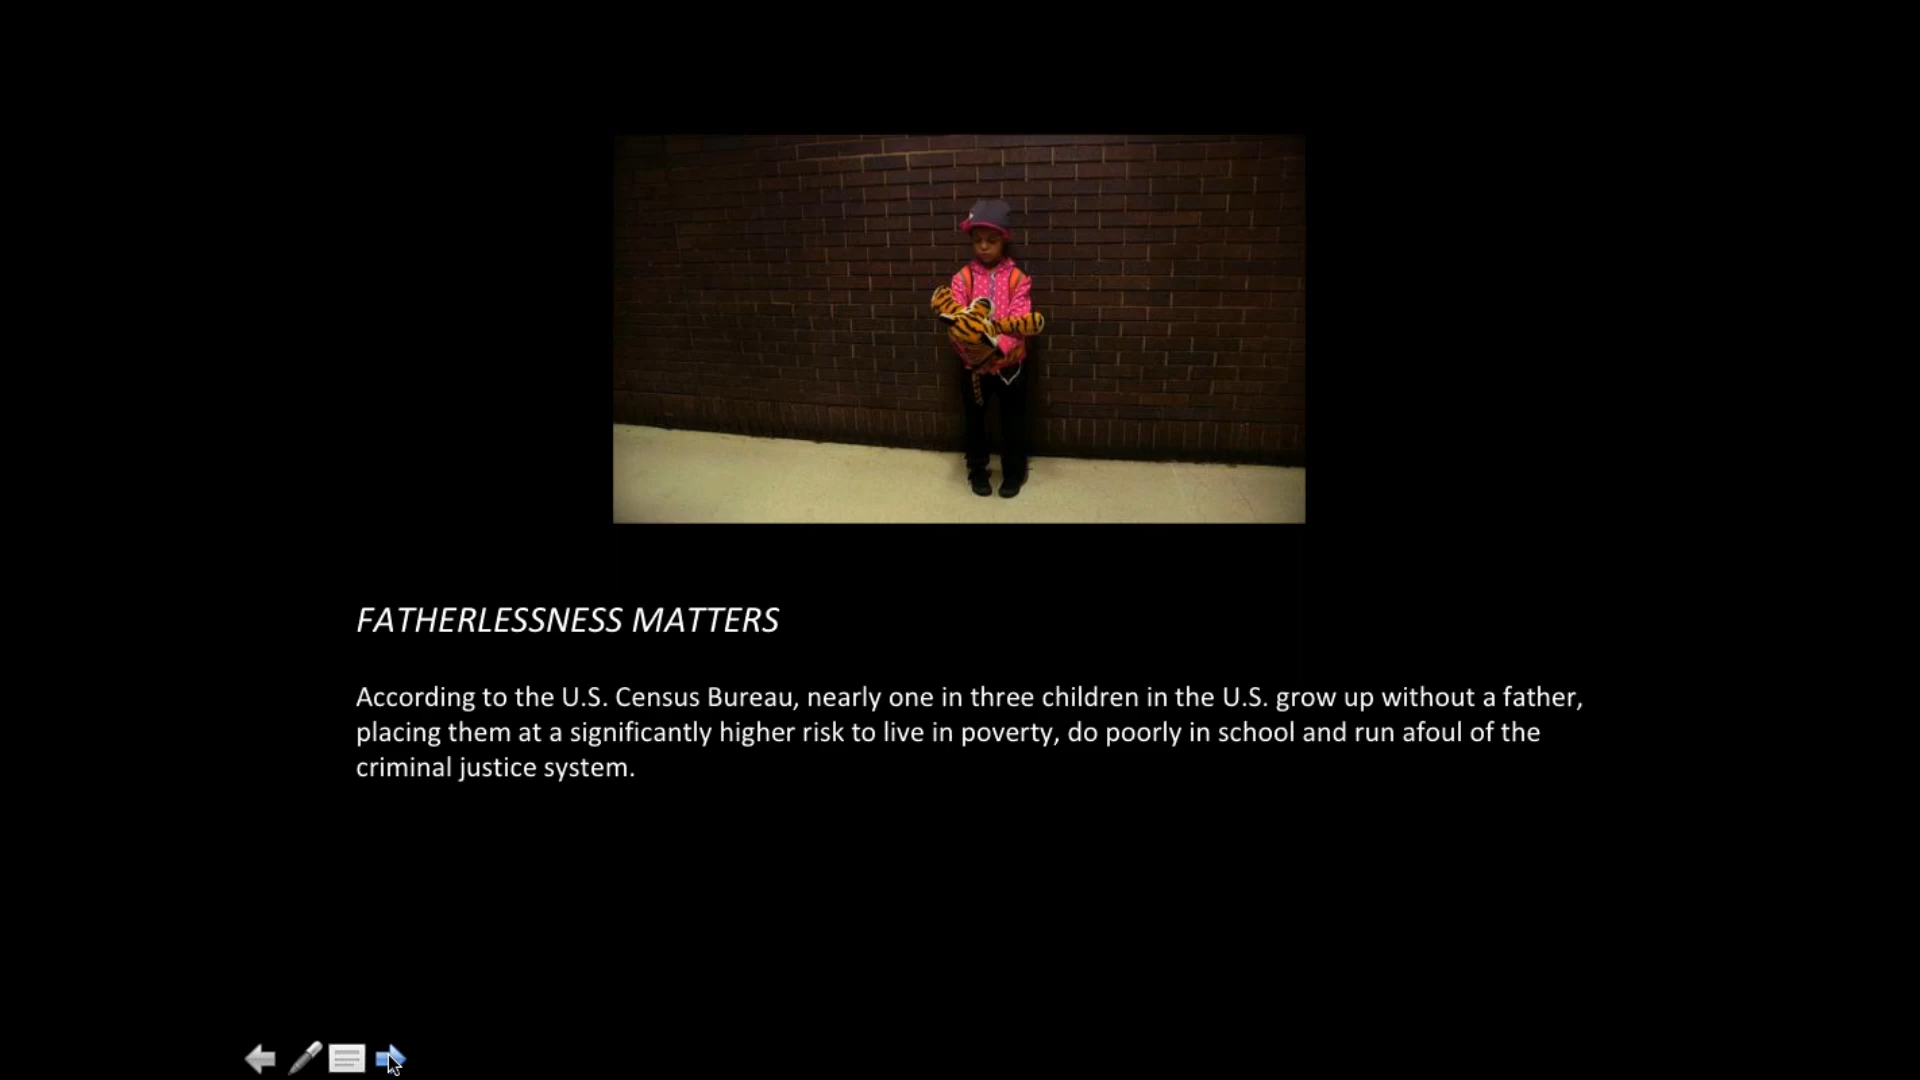 FATHERLESSNESS MATTERS
According to the U.S. Census Bureau, nearly one in three children in the U.S. grow up without a father,
placing them at a significantly higher risk to live in poverty, do poorly in school and run afoul of the
criminal justice system.